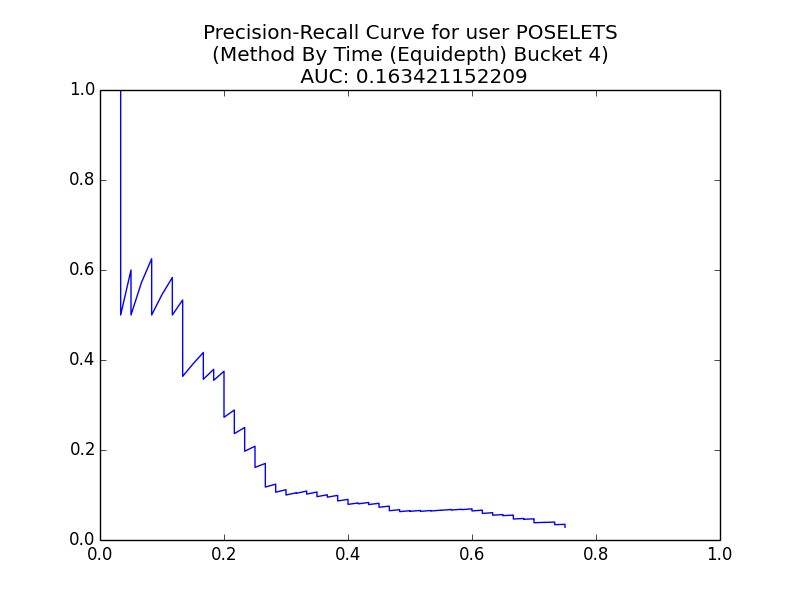 Precision-Recall Curve for user POSELETS
(Method By Time (Equidepth) Bucket 4)
AUC: 0.163421152209
1.0
0.8
0.6
0.4
0.2
0.0
0.0 0.2 0.4 0.6 0.8 1.0